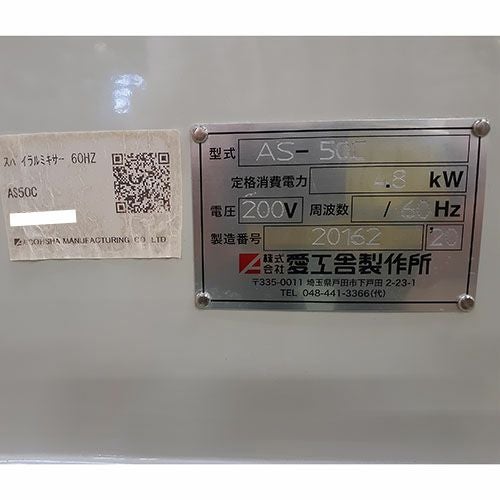 スパイラルミキサー 60HZ
AS50C
AICOHSHA MANUFACTURING CO., LTD
型式 AS-50C
定格消費電力 4.8 kW
電圧 200V 周波数 / 60 Hz
製造番号 20162 '20
株式会社 愛工舎製作所
〒335-0011 埼玉県戸田市下戸田 2-23-1
TEL 048-441-3366(代)